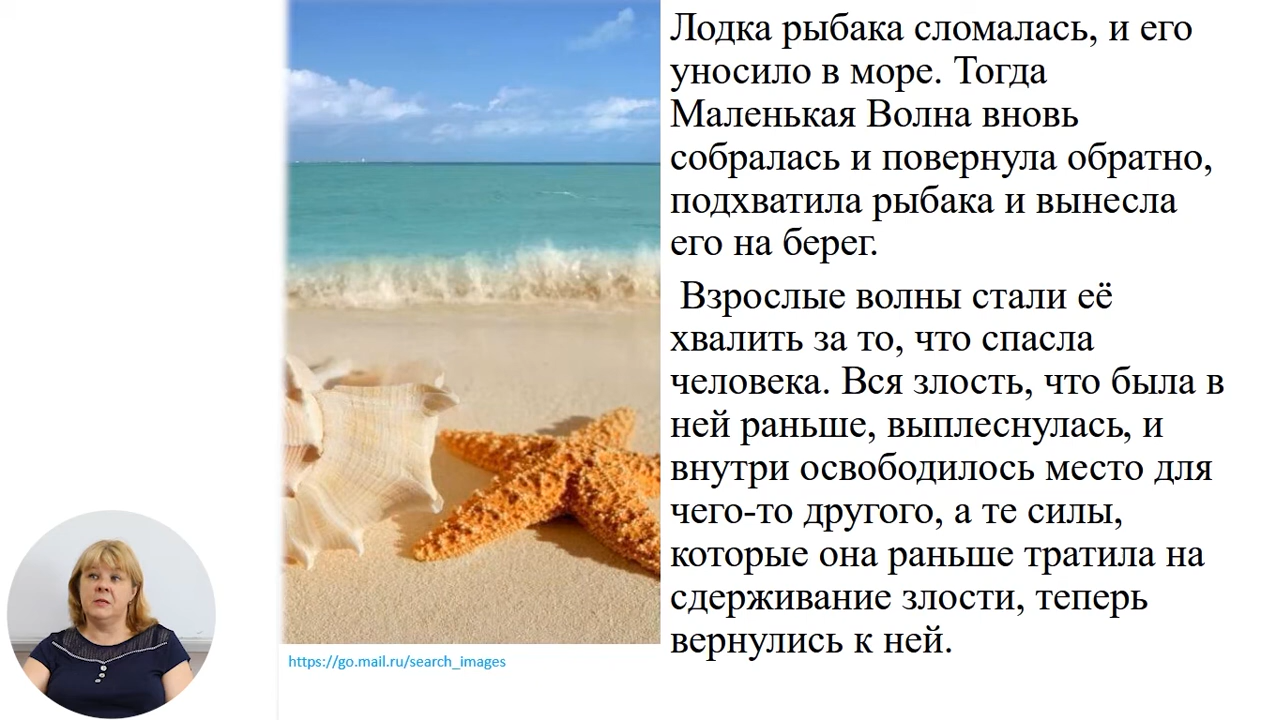 Лодка рыбака сломалась, и его
уносило в море. Тогда
Маленькая Волна вновь
собралась и повернула обратно,
подхватила рыбака и вынесла
его на берег.
Взрослые волны стали её
хвалить за то, что спасла
человека. Вся злость, что была в
ней раньше, выплеснулась, и
внутри освободилось место для
чего-то другого, а те силы,
которые она раньше тратила на
сдерживание злости, теперь
вернулись к ней.
https://go.mail.ru/search_images